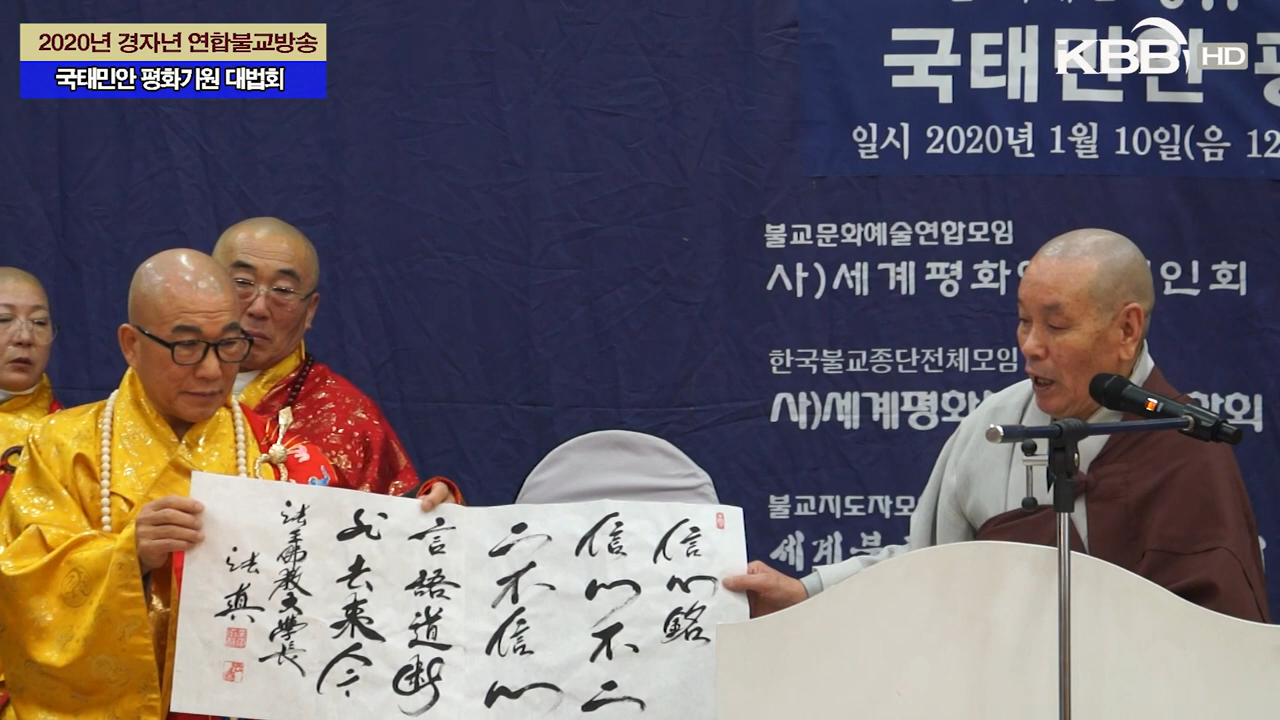 2020년 경자년 연합불교방송
국태민안 평화기원 대법회
KBB HD
국태민안
일시 2020년 1월 10일(음 12
불교문화예술연합모임
사)세계평화
인회
한국불교종단전체모임
사)세계평화
합회
불교지도자모
세계불
信心銘
信心不二
二不信心
言語道断
非去来今
法王佛教大學長
法真